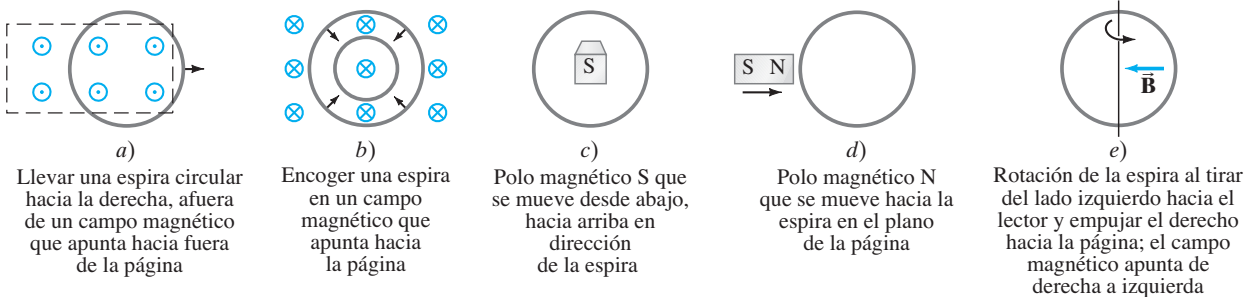 S
S N
B
a)
Llevar una espira circular
hacia la derecha, afuera
de un campo magnético
que apunta hacia fuera
de la página
b)
Encoger una espira
en un campo
magnético que
apunta hacia
la página
c)
Polo magnético S que
se mueve desde abajo,
hacia arriba en
dirección
de la espira
d)
Polo magnético N
que se mueve hacia la
espira en el plano
de la página
e)
Rotación de la espira al tirar
del lado izquierdo hacia el
lector y empujar el derecho
hacia la página; el campo
magnético apunta de
derecha a izquierda